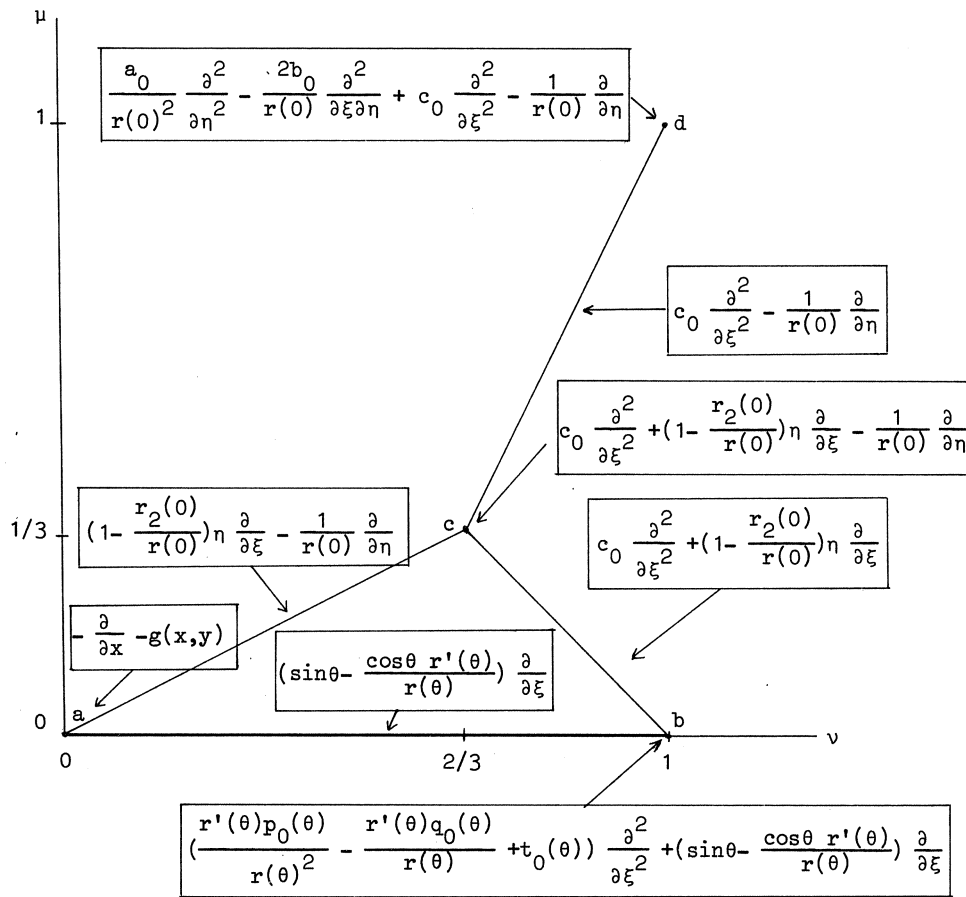 μ
a_0/r(0)^2 ∂^2/∂η^2 - 2b_0/r(0) ∂^2/∂ξ∂η + c_0 ∂^2/∂ξ^2 - 1/r(0) ∂/∂η
1
d
c_0 ∂^2/∂ξ^2 - 1/r(0) ∂/∂η
c_0 ∂^2/∂ξ^2 +(1- r_2(0)/r(0))η ∂/∂ξ - 1/r(0) ∂/∂η
1/3
(1- r_2(0)/r(0))η ∂/∂ξ - 1/r(0) ∂/∂η
c
c_0 ∂^2/∂ξ^2 +(1- r_2(0)/r(0))η ∂/∂ξ
- ∂/∂x -g(x,y)
(sinθ- cosθ r'(θ)/r(θ)) ∂/∂ξ
0
a
b
ν
0
2/3
1
(r'(θ)p_0(θ)/r(θ)^2 - r'(θ)q_0(θ)/r(θ) +t_0(θ)) ∂^2/∂ξ^2 +(sinθ- cosθ r'(θ)/r(θ)) ∂/∂ξ